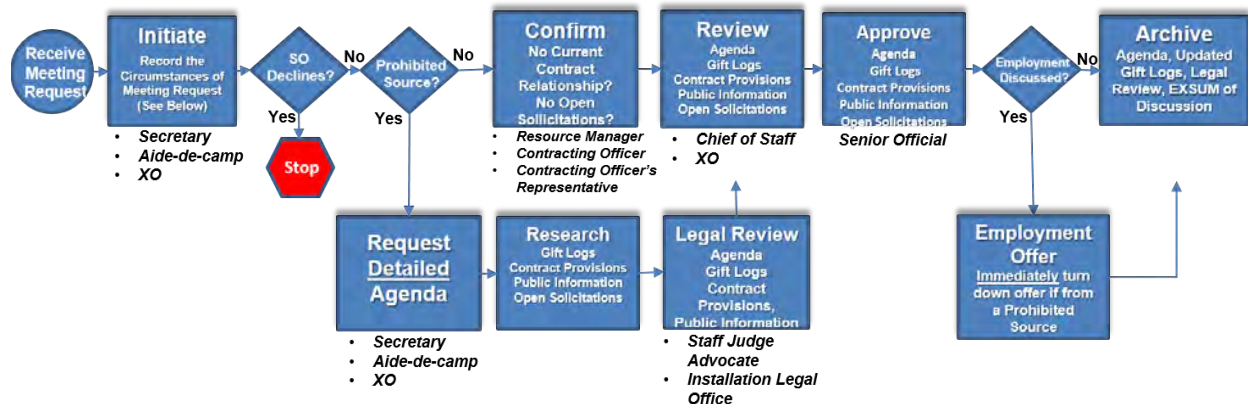 Receive
Meeting
Request
Initiate
Record the
Circumstances of
Meeting Request
(See Below)
• Secretary
• Aide-de-camp
• XO
SO
Declines?
No
Yes
Stop
Prohibited
Source?
No
Yes
Confirm
No Current
Contract
Relationship?
No Open
Sollicitations?
• Resource Manager
• Contracting Officer
• Contracting Officer's
Representative
Review
Agenda
Gift Logs
Contract Provisions
Public Information
Open Solicitations
• Chief of Staff
• XO
Approve
Agenda
Gift Logs
Contract Provisions
Public Information
Open Solicitations
Senior Official
Employment
Discussed?
No
Yes
Archive
Agenda, Updated
Gift Logs, Legal
Review, EXSUM of
Discussion
Request
Detailed
Agenda
• Secretary
• Aide-de-camp
• XO
Research
Gift Logs
Contract Provisions
Public Information
Open Solicitations
Legal Review
Agenda
Gift Logs
Contract
Provisions,
Public Information
• Staff Judge
Advocate
• Installation Legal
Office
Employment
Offer
Immediately turn
down offer if from
a Prohibited
Source